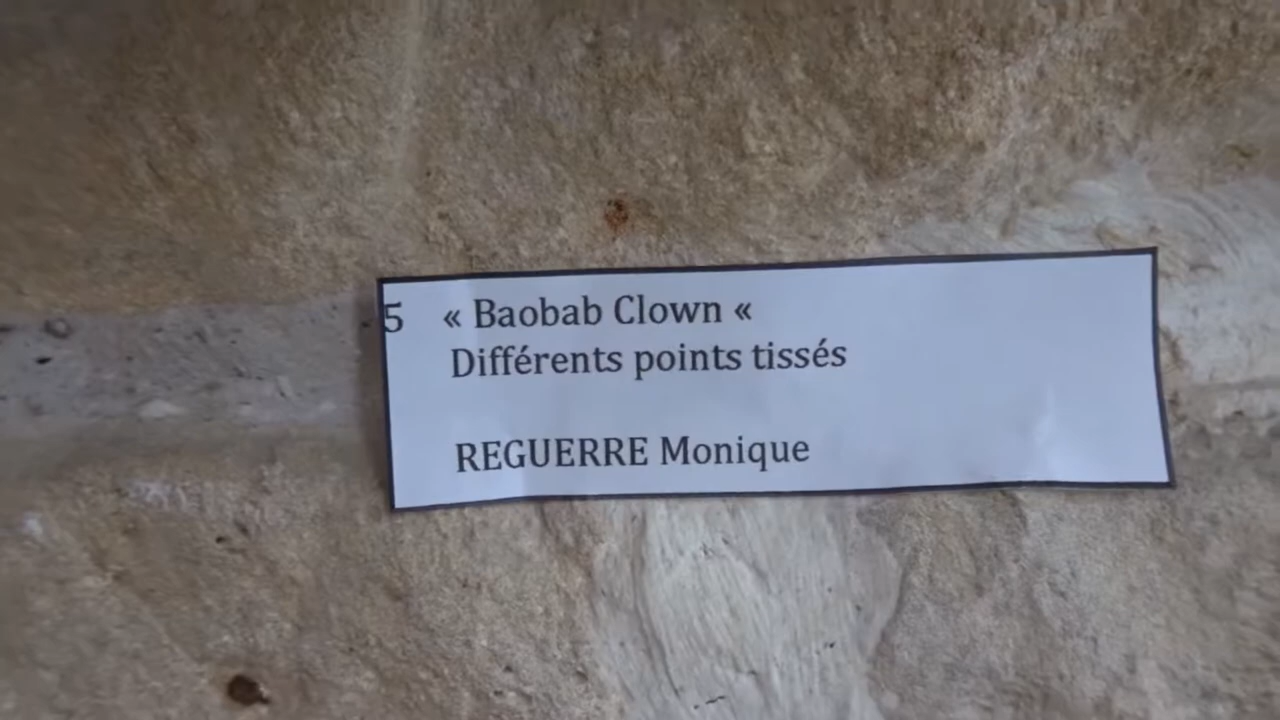 5 « Baobab Clown «
Différents points tissés
REGUERRE Monique